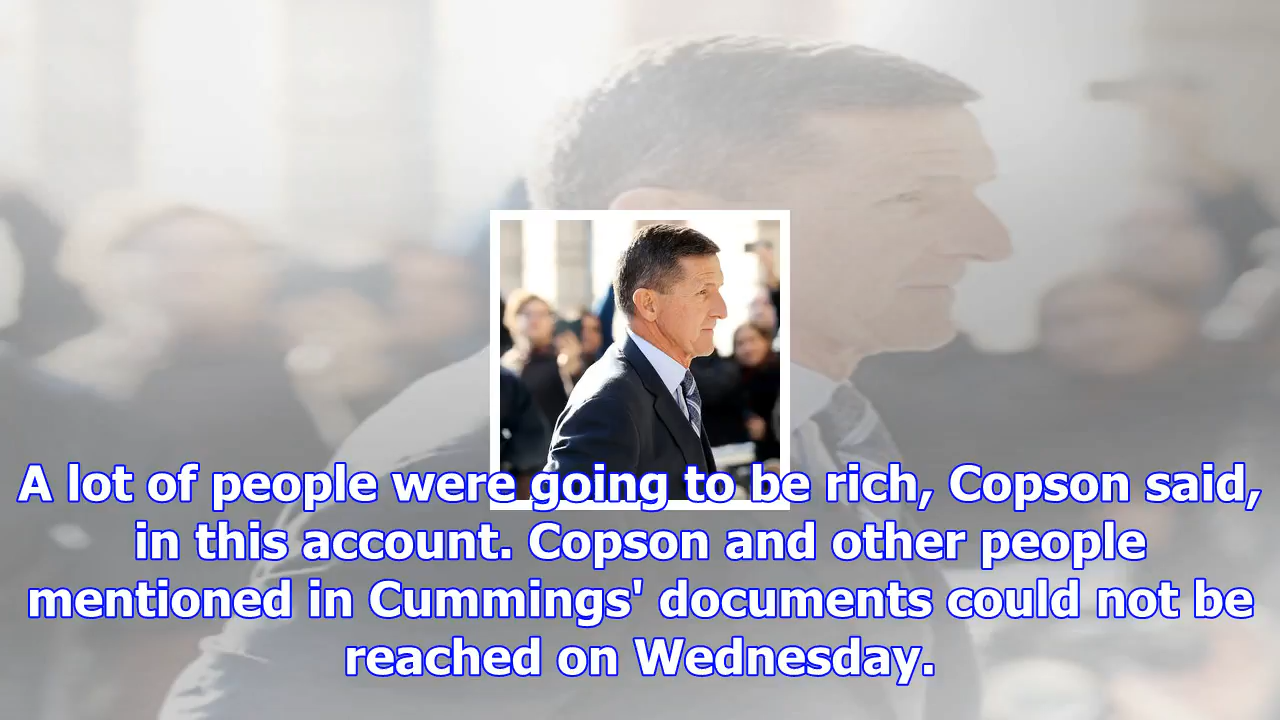 A lot of people were going to be rich, Copson said,
in this account. Copson and other people
mentioned in Cummings' documents could not be
reached on Wednesday.